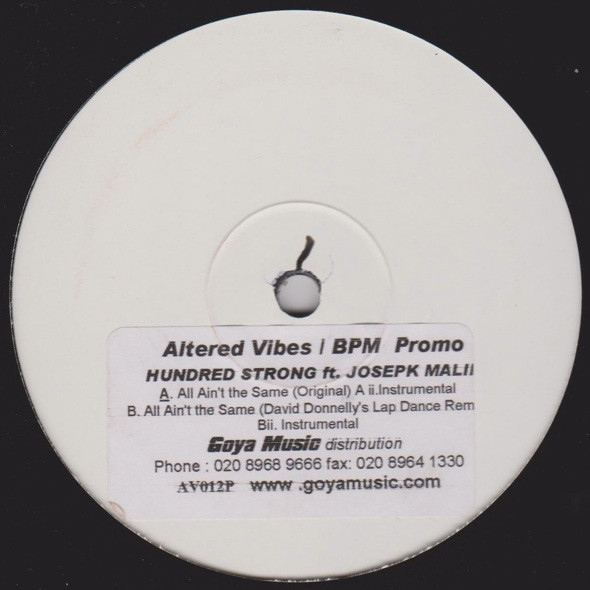 Altered Vibes / BPM Promo
HUNDRED STRONG ft. JOSEPK MALI
A. All Ain't the Same (Original) A ii.Instrumental
B. All Ain't the Same (David Donnelly's Lap Dance Rem
Bii. Instrumental
Goya Music distribution
Phone : 020 8968 9666 fax: 020 8964 1330
AV012P www .goyamusic.com